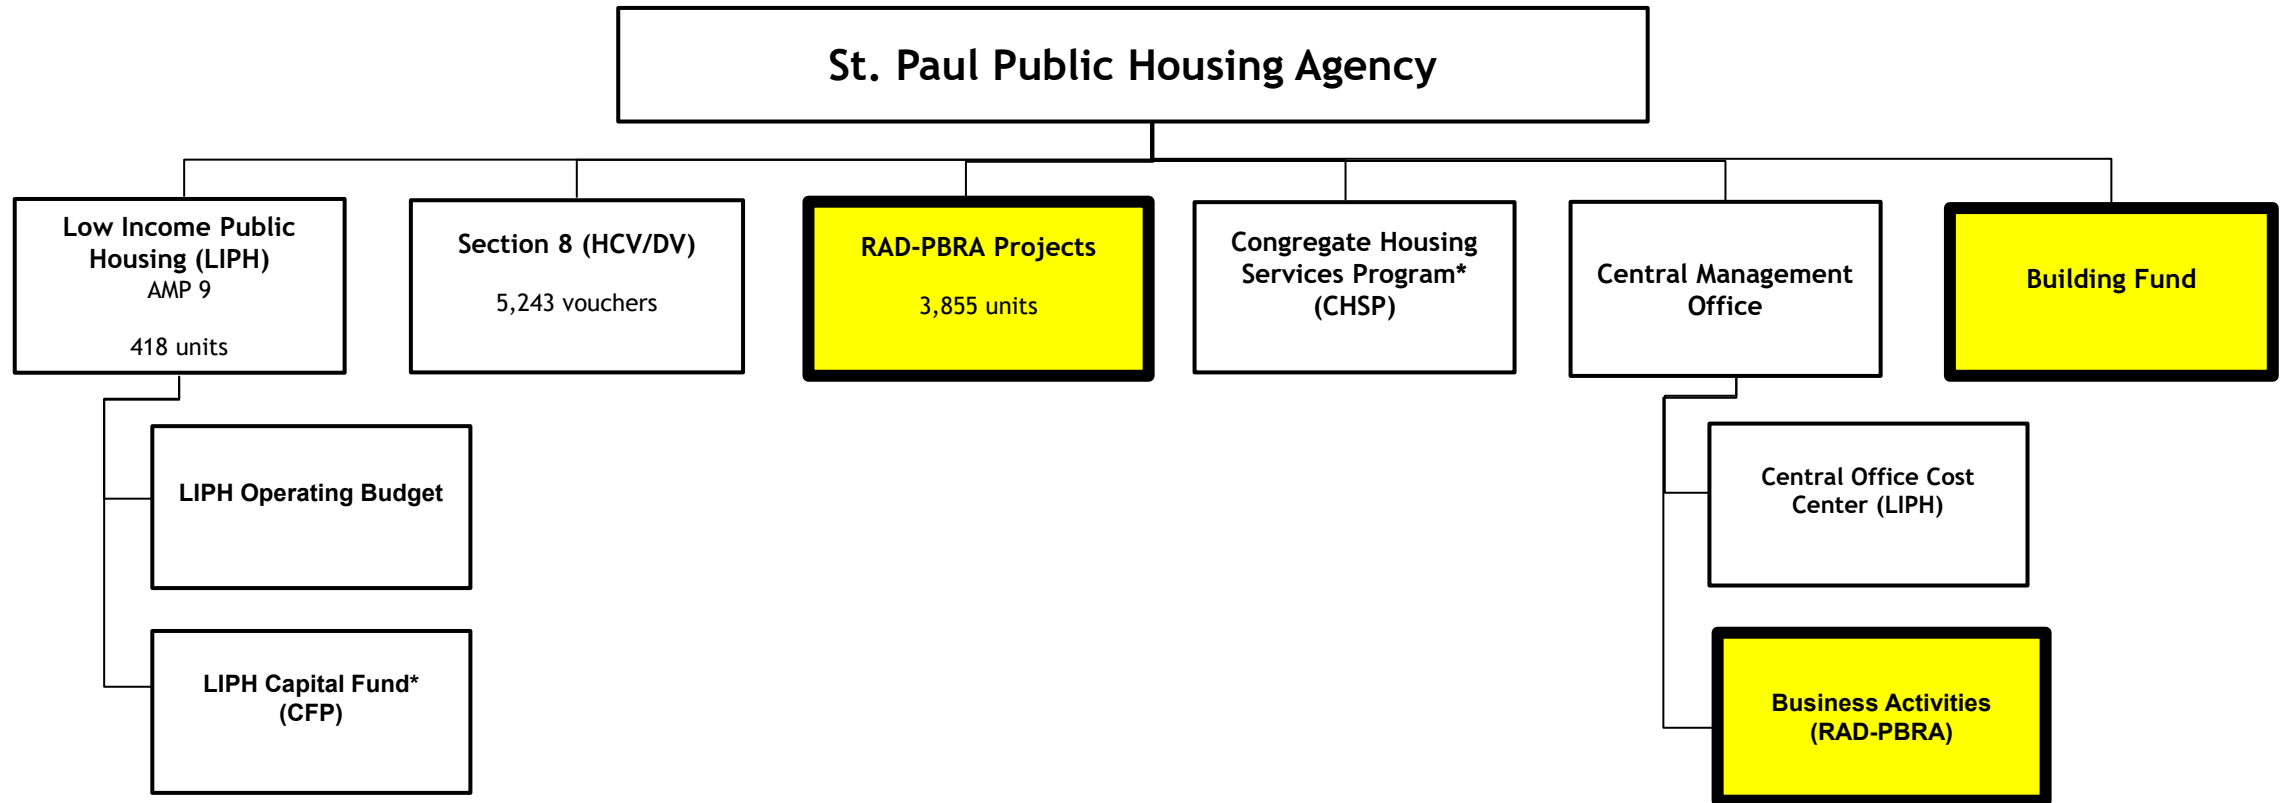 St. Paul Public Housing Agency
Low Income Public
Housing (LIPH)
AMP 9
418 units
Section 8 (HCV/DV)
5,243 vouchers
RAD-PBRA Projects
3,855 units
Congregate Housing
Services Program*
(CHSP)
Central Management
Office
Building Fund
LIPH Operating Budget
LIPH Capital Fund*
(CFP)
Central Office Cost
Center (LIPH)
Business Activities
(RAD-PBRA)